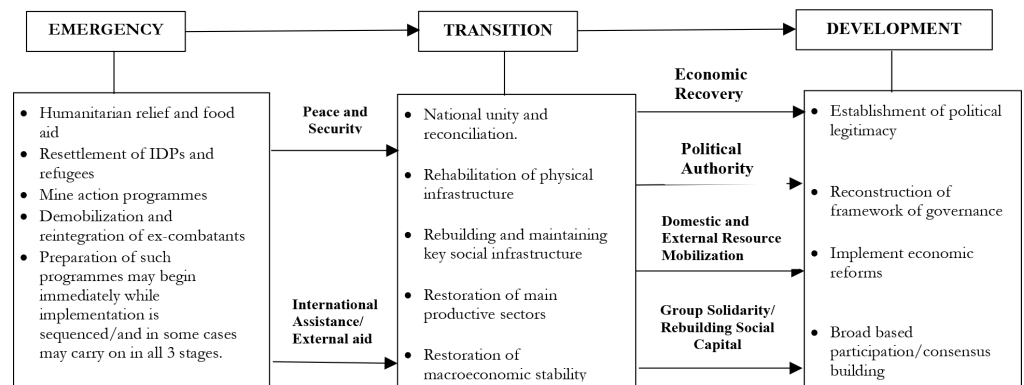 EMERGENCY
TRANSITION
DEVELOPMENT
• Humanitarian relief and food
aid
• Resettlement of IDPs and
refugees
• Mine action programmes
• Demobilization and
reintegration of ex-combatants
• Preparation of such
programmes may begin
immediately while
implementation is
sequenced/and in some cases
may carry on in all 3 stages.
Peace and
Security
International
Assistance/
External aid
• National unity and
reconciliation.
• Rehabilitation of physical
infrastructure
• Rebuilding and maintaining
key social infrastructure
• Restoration of main
productive sectors
• Restoration of
macroeconomic stability
Economic
Recovery
Political
Authority
Domestic and
External Resource
Mobilization
Group Solidarity/
Rebuilding Social
Capital
• Establishment of political
legitimacy
• Reconstruction of
framework of governance
• Implement economic
reforms
• Broad based
participation/consensus
building